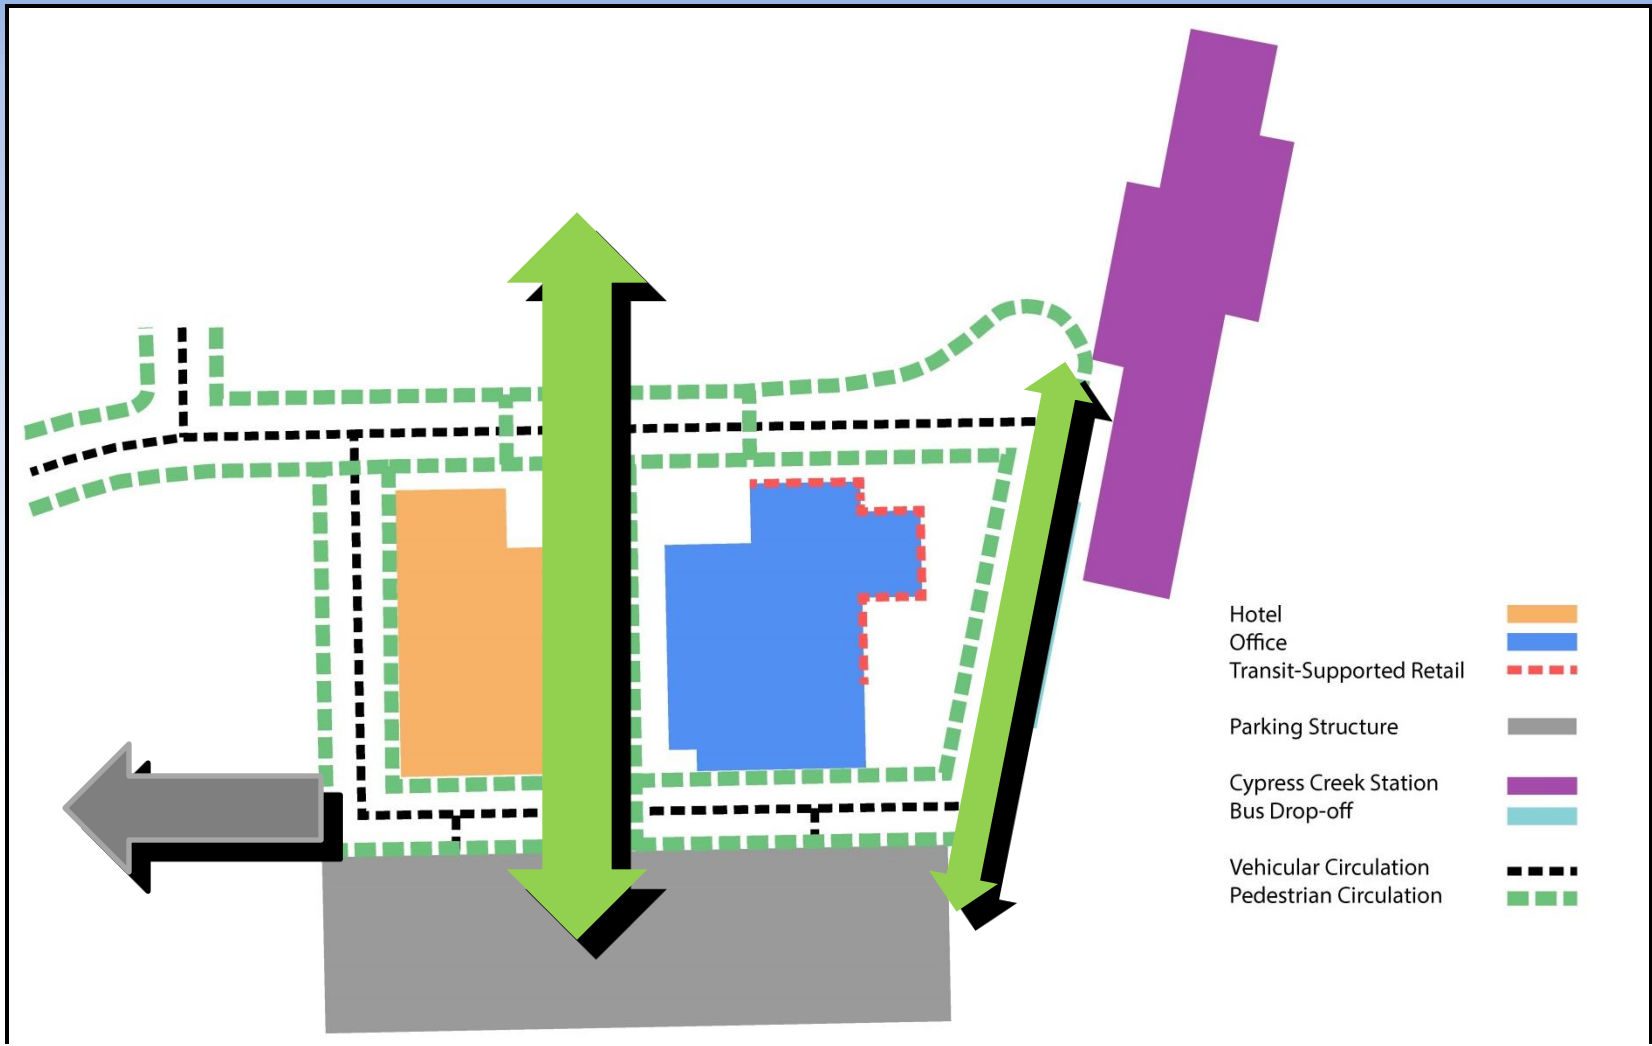 Hotel
Office
Transit-Supported Retail
Parking Structure
Cypress Creek Station
Bus Drop-off
Vehicular Circulation
Pedestrian Circulation